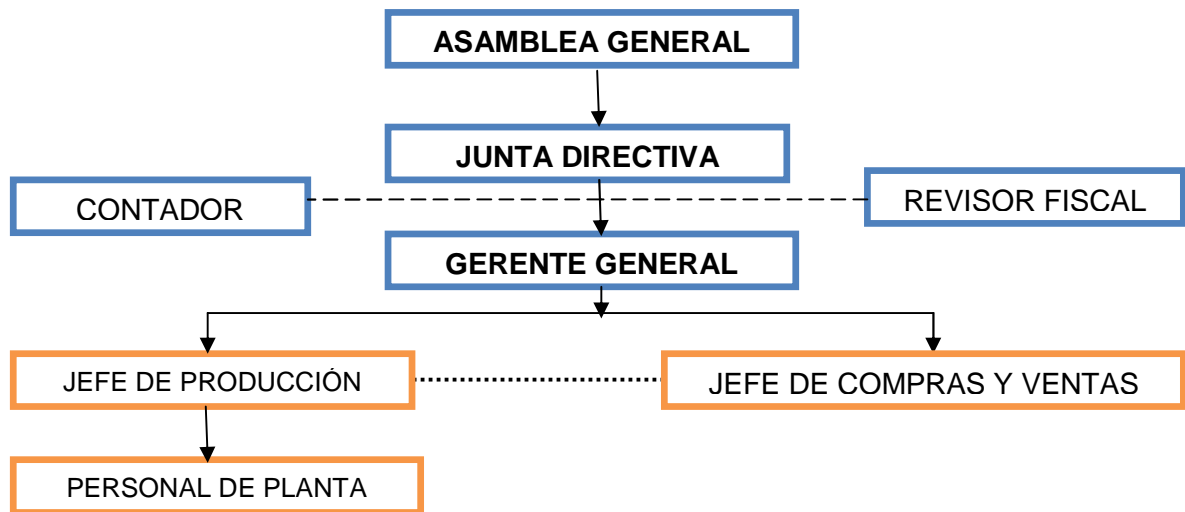 ASAMBLEA GENERAL
JUNTA DIRECTIVA
CONTADOR
REVISOR FISCAL
GERENTE GENERAL
JEFE DE PRODUCCIÓN
JEFE DE COMPRAS Y VENTAS
PERSONAL DE PLANTA